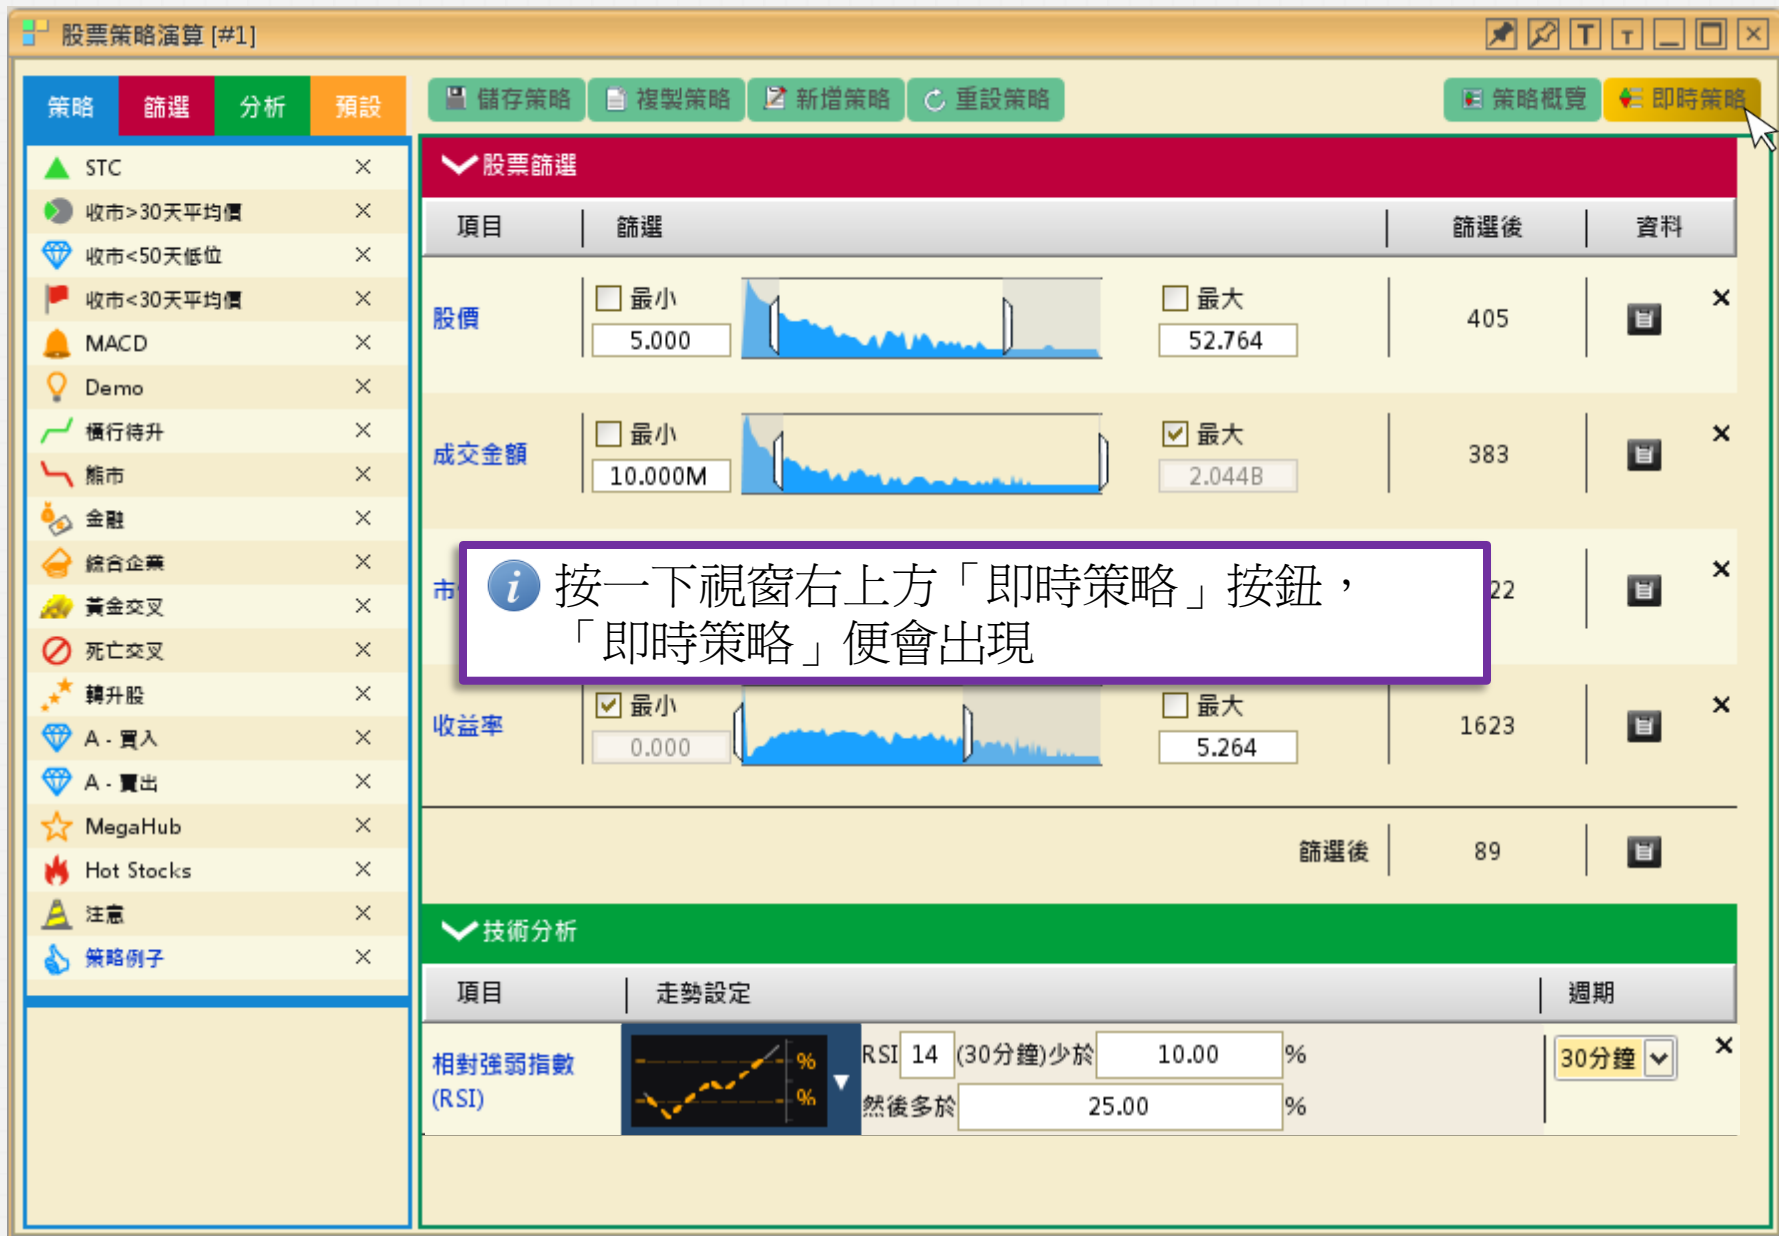 股票策略演算 [#1]
策略 篩選 分析 預設
儲存策略 複製策略 新增策略 重設策略 策略概覽 即時策略
STC
收市>30天平均價
收市<50天低位
收市<30天平均價
MACD
Demo
橫行待升
熊市
金融
綜合企業
黃金交叉
死亡交叉
轉升股
A - 買入
A - 賣出
MegaHub
Hot Stocks
注意
策略例子
股票篩選
項目 篩選 篩選後 資料
股價 最小 5.000 最大 52.764 405
成交金額 最小 10.000M 最大 2.044B 383
市 22
按一下視窗右上方「即時策略」按鈕，
「即時策略」便會出現
收益率 最小 0.000 最大 5.264 1623
篩選後 89
技術分析
項目 走勢設定 週期
相對強弱指數
(RSI)
% %
RSI 14 (30分鐘)少於 10.00 %
然後多於 25.00 %
30分鐘